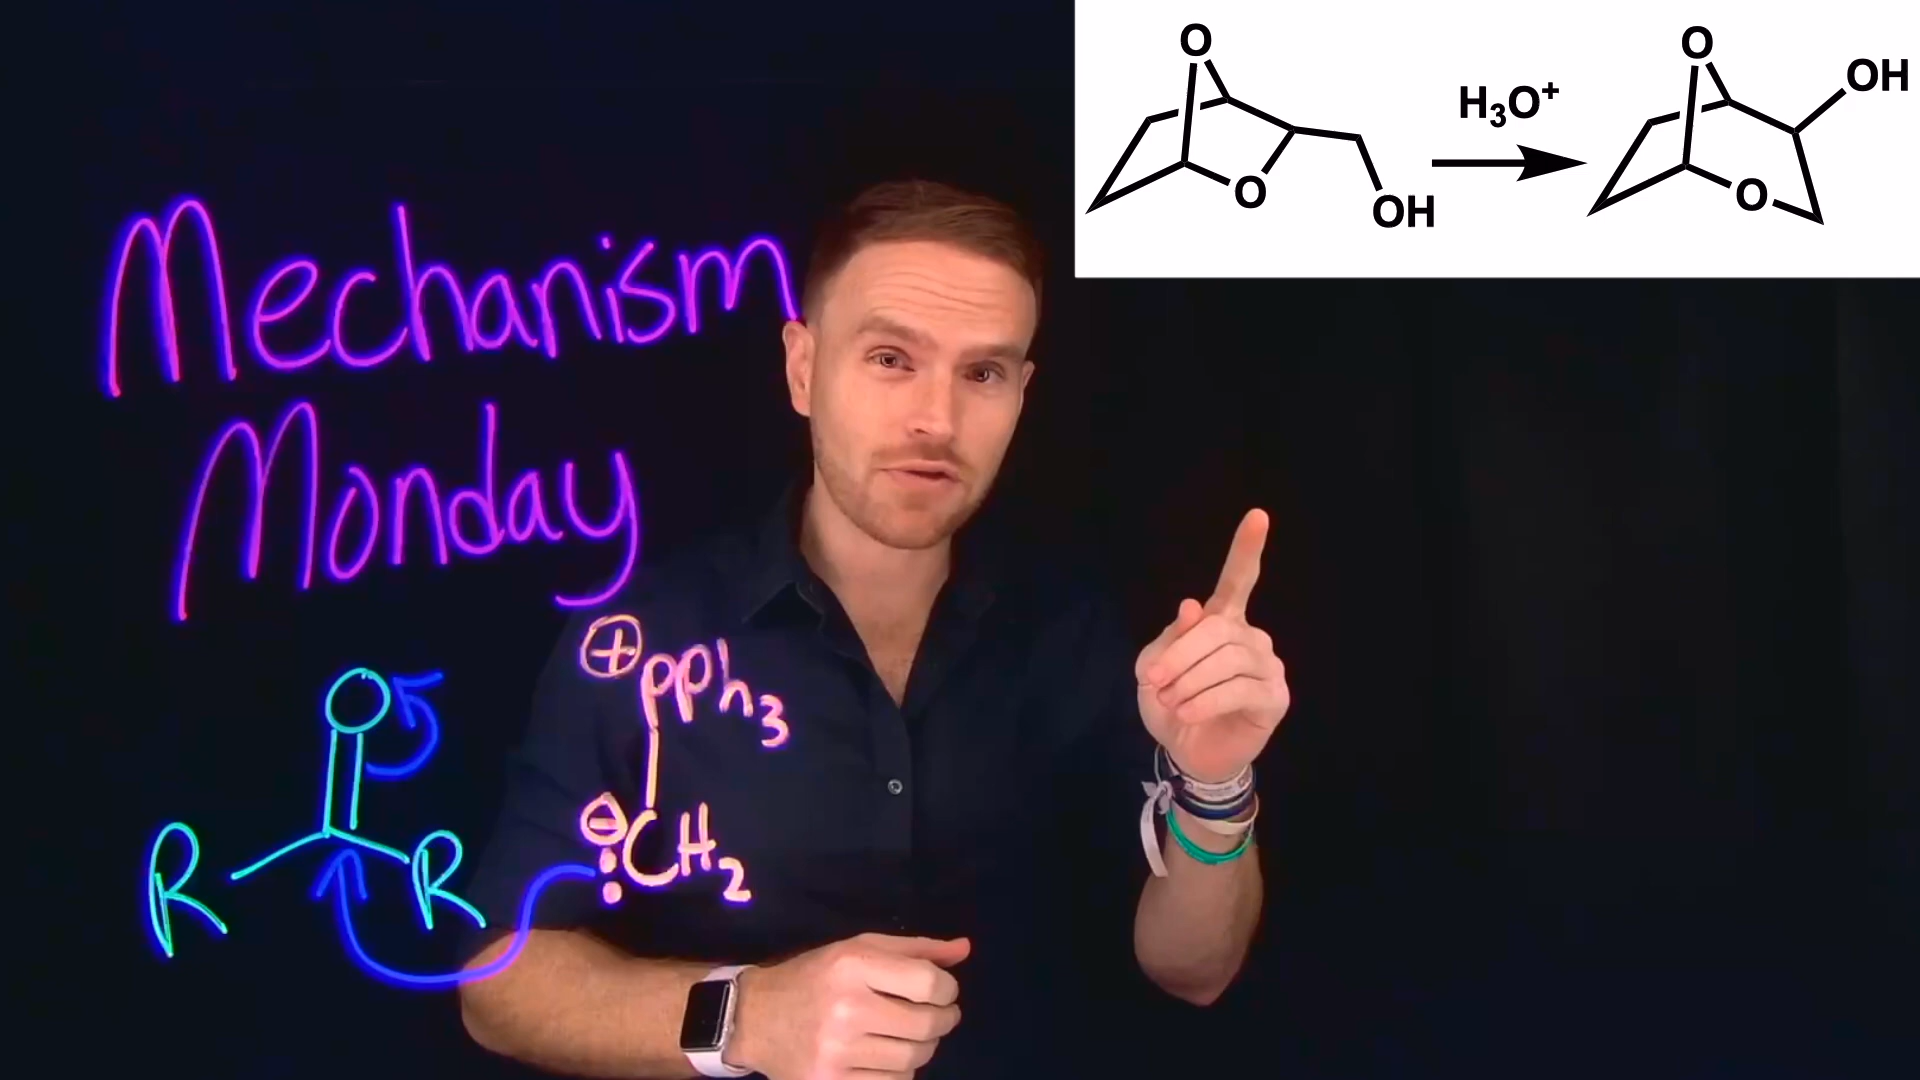 Mechanism
Monday
O
R
R
⊕
PPh₃
⊖
:CH₂
O
O
OH
H₃O⁺
O
OH
O